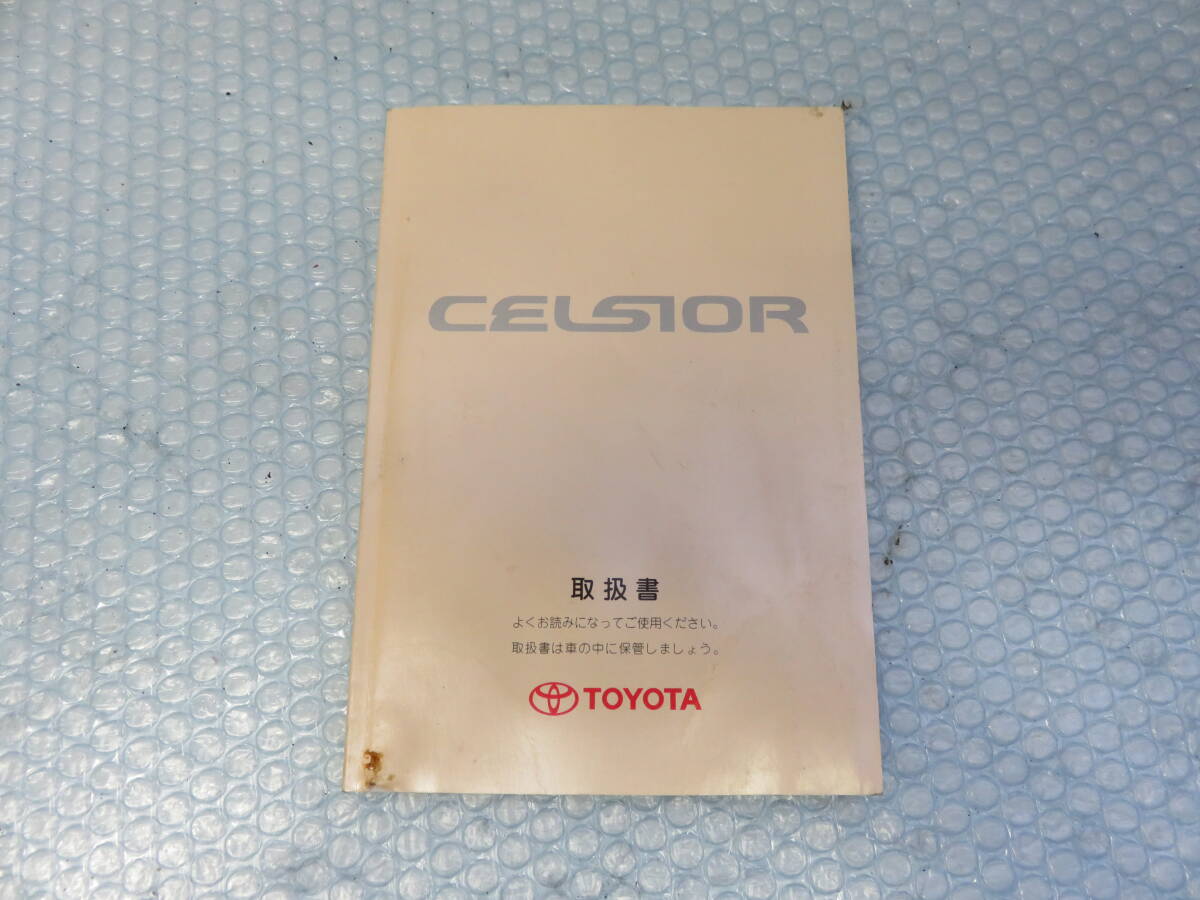 CELSIOR
取扱書
よくお読みになってご使用ください。
取扱書は車の中に保管しましょう。
TOYOTA